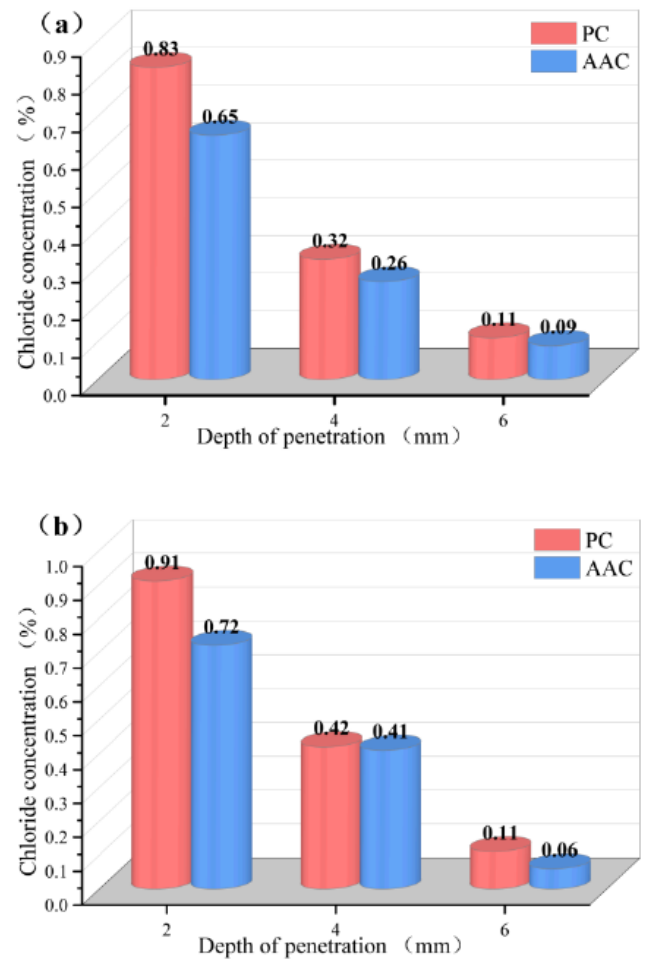 (a)
PC
AAC
Chloride concentration（%）
0.9
0.8
0.7
0.6
0.5
0.4
0.3
0.2
0.1
0.0
0.83
0.65
0.32
0.26
0.11
0.09
2 4 6
Depth of penetration （mm）
(b)
PC
AAC
Chloride concentration（%）
1.0
0.9
0.8
0.7
0.6
0.5
0.4
0.3
0.2
0.1
0.0
0.91
0.72
0.42
0.41
0.11
0.06
2 4 6
Depth of penetration （mm）